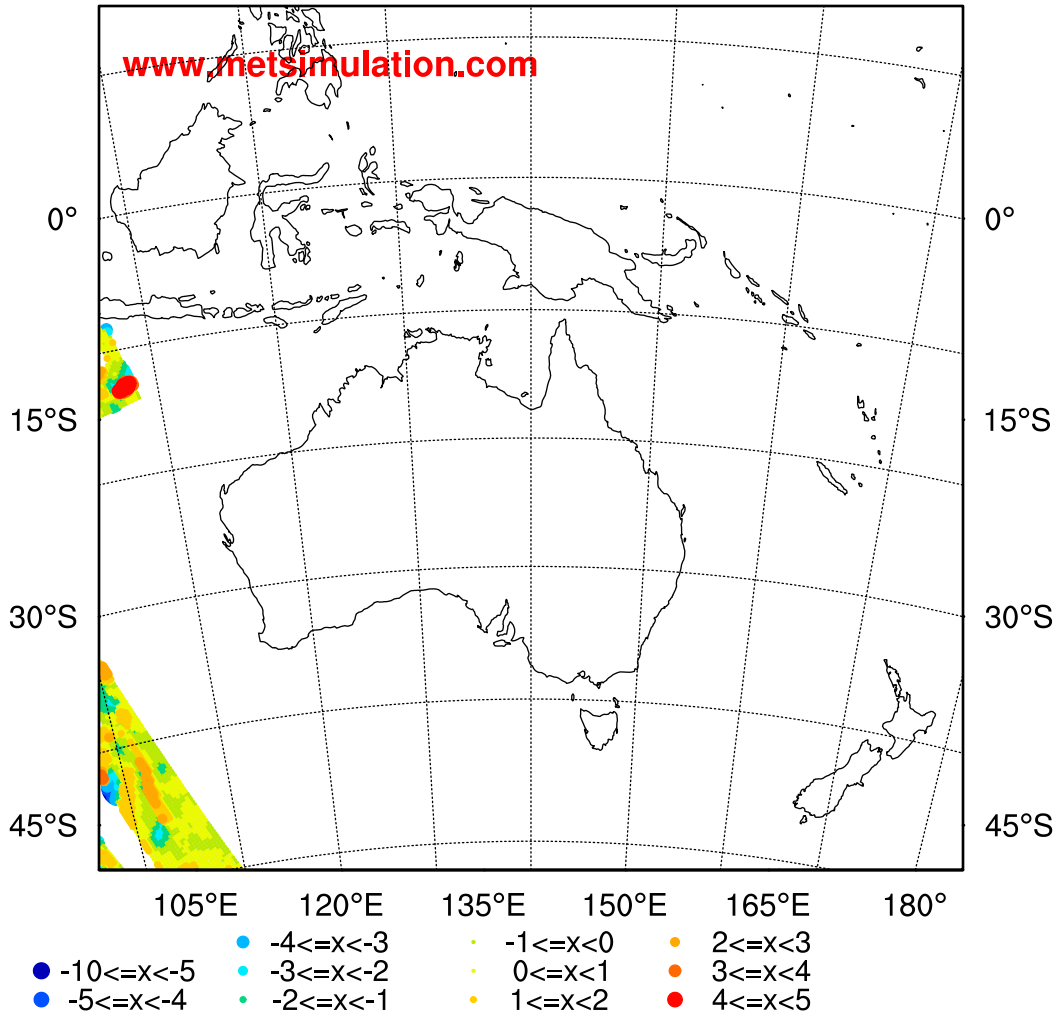 www.metsimulation.com
0° 0°
15°S 15°S
30°S 30°S
45°S 45°S
105°E 120°E 135°E 150°E 165°E 180°
-4<=x<-3 -1<=x<0 2<=x<3
-10<=x<-5 -3<=x<-2 0<=x<1 3<=x<4
-5<=x<-4 -2<=x<-1 1<=x<2 4<=x<5